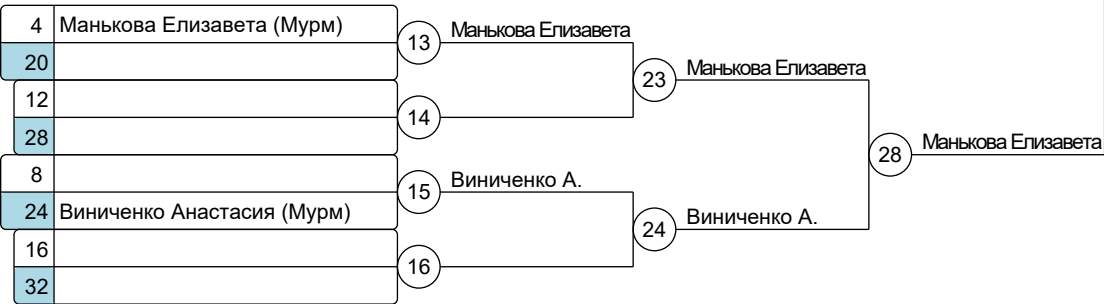 4 Манькова Елизавета (Мурм)
20
12
28
8
24 Виниченко Анастасия (Мурм)
16
32
13 Манькова Елизавета
14
15 Виниченко А.
16
23 Манькова Елизавета
24 Виниченко А.
28 Манькова Елизавета